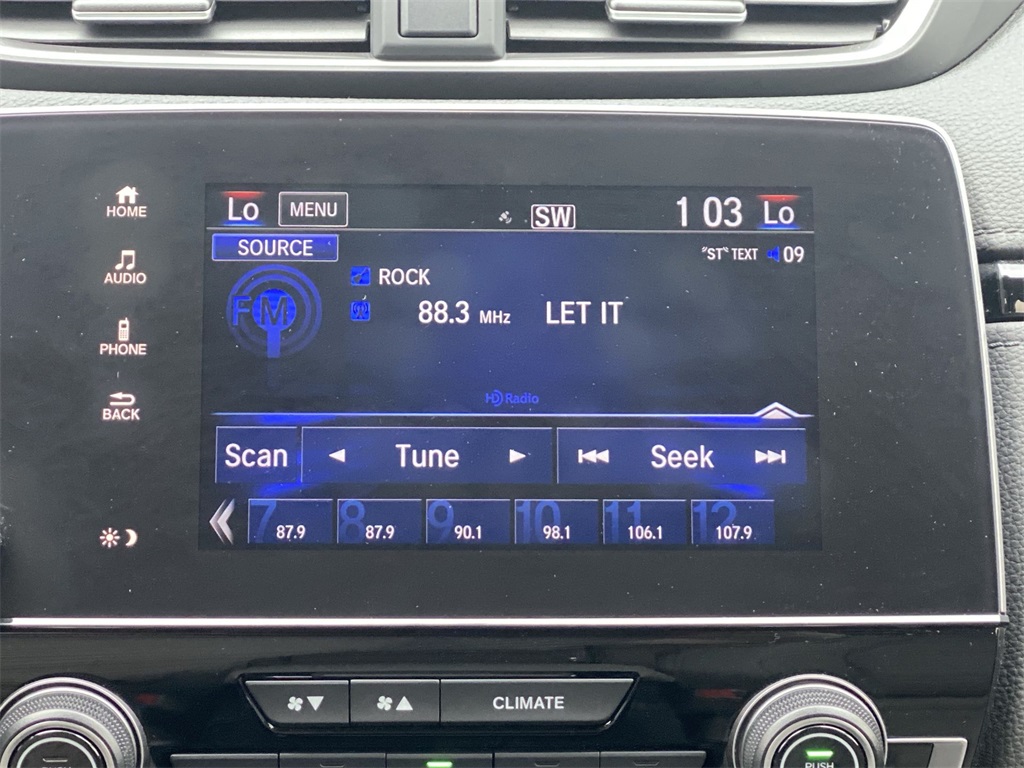 Lo MENU SW 1 03 Lo
SOURCE "ST" TEXT 09
HOME
FM ROCK
88.3 MHz LET IT
AUDIO
PHONE
BACK
HD Radio
Scan Tune Seek
7 87.9 8 87.9 9 90.1 10 98.1 11 106.1 12 107.9
CLIMATE
PUSH